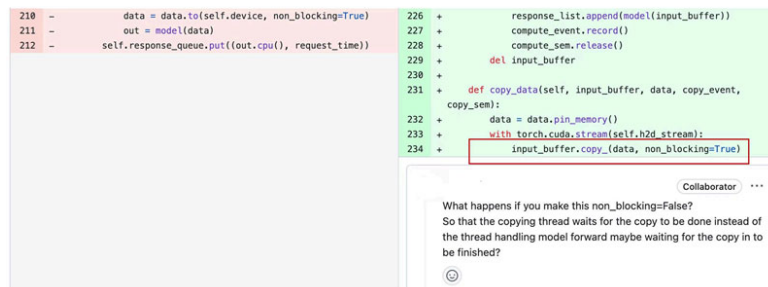 210 - data = data.to(self.device, non_blocking=True)
211 - out = model(data)
212 - self.response_queue.put((out.cpu(), request_time))
226 + response_list.append(model(input_buffer))
227 + compute_event.record()
228 + compute_sem.release()
229 + del input_buffer
230 +
231 + def copy_data(self, input_buffer, data, copy_event,
copy_sem):
232 + data = data.pin_memory()
233 + with torch.cuda.stream(self.h2d_stream):
234 + input_buffer.copy_(data, non_blocking=True)
Collaborator ···
What happens if you make this non_blocking=False?
So that the copying thread waits for the copy to be done instead of
the thread handling model forward maybe waiting for the copy in to
be finished?